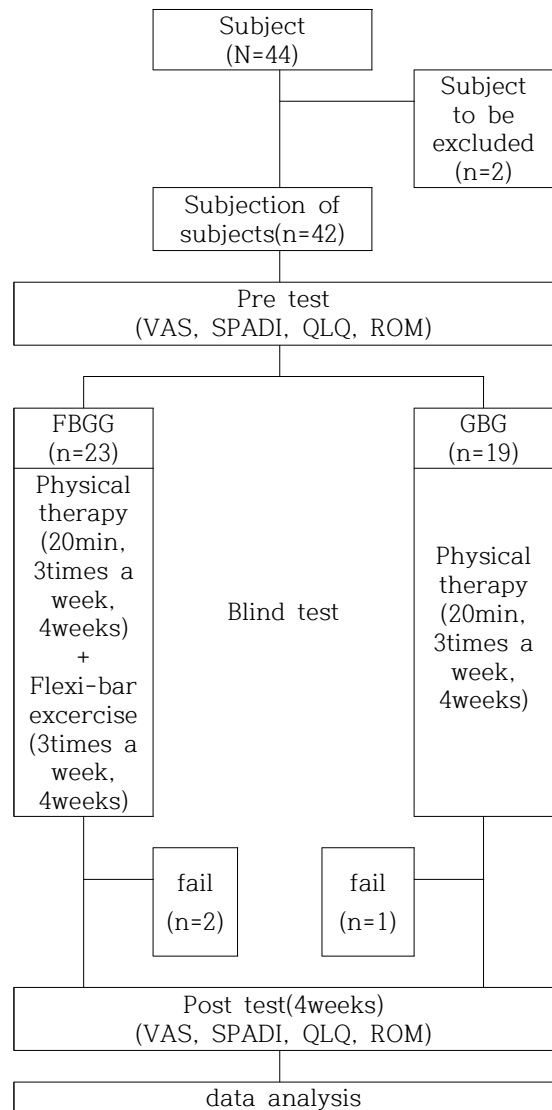 Subject
(N=44)
Subject
to be
excluded
(n=2)
Subjection of
subjects(n=42)
Pre test
(VAS, SPADI, QLQ, ROM)
FBGG
(n=23)
GBG
(n=19)
Physical
therapy
(20min,
3times a
week,
4weeks)
+
Flexi-bar
excercise
(3times a
week,
4weeks)
Blind test
Physical
therapy
(20min,
3times a
week,
4weeks)
fail
(n=2)
fail
(n=1)
Post test(4weeks)
(VAS, SPADI, QLQ, ROM)
data analysis